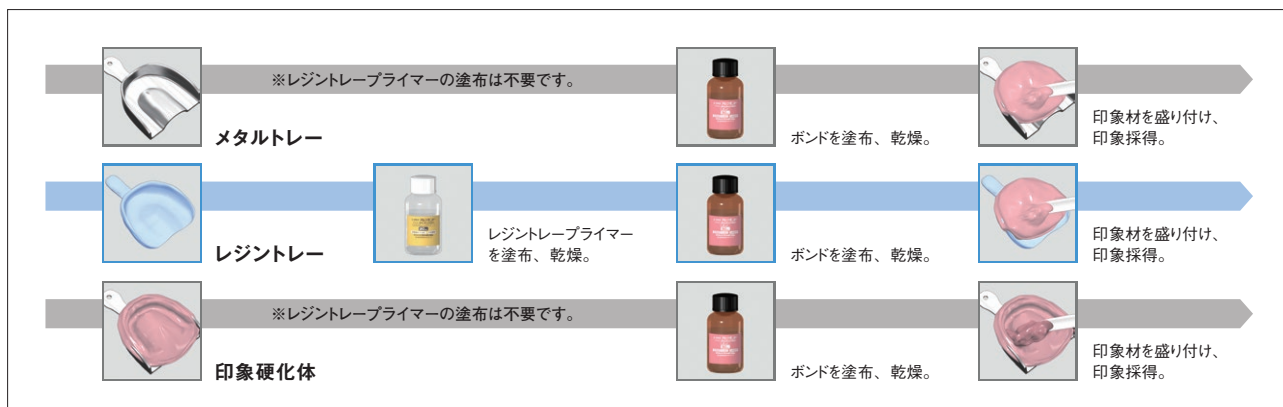 ※レジントレープライマーの塗布は不要です。
メタルトレー
ボンドを塗布、乾燥。
印象材を盛り付け、
印象採得。
レジントレー
レジントレープライマー
を塗布、乾燥。
ボンドを塗布、乾燥。
印象材を盛り付け、
印象採得。
※レジントレープライマーの塗布は不要です。
印象硬化体
ボンドを塗布、乾燥。
印象材を盛り付け、
印象採得。